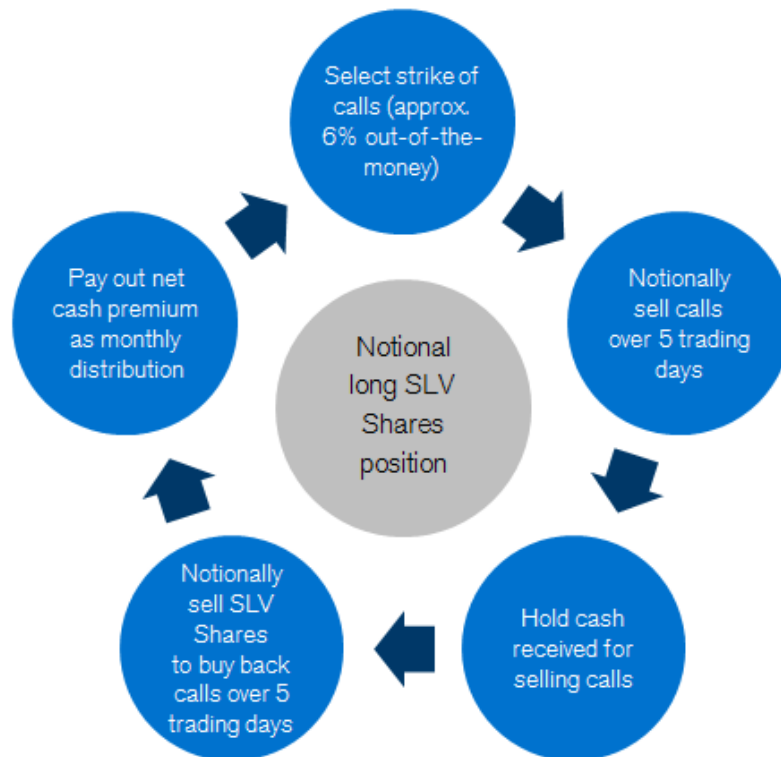 Select strike of
calls (approx.
6% out-of-the-
money)
Notionally
sell calls
over 5 trading
days
Hold cash
received for
selling calls
Notionally
sell SLV
Shares
to buy back
calls over 5
trading days
Pay out net
cash premium
as monthly
distribution
Notional
long SLV
Shares
position